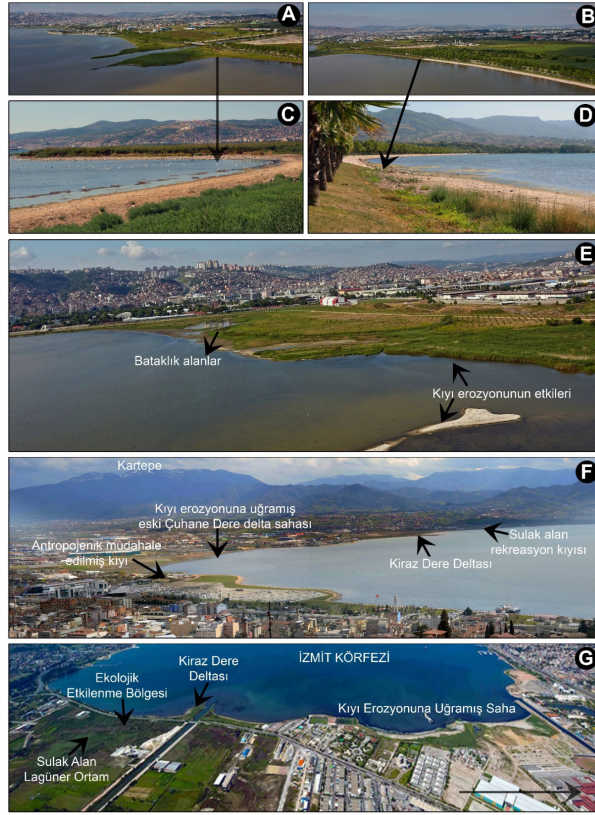 A
B
C
D
E
Bataklık alanlar
Kıyı erozyonunun etkileri
F
Kartepe
Kıyı erozyonuna uğramış
eski Çuhane Dere delta sahası
Antropojenik müdahale
edilmiş kıyı
Kiraz Dere Deltası
Sulak alan
rekreasyon kıyısı
G
İZMİT KÖRFEZİ
Kiraz Dere
Deltası
Ekolojik
Etkilenme Bölgesi
Kıyı Erozyonuna Uğramış Saha
Sulak Alan
Lagüner Ortam